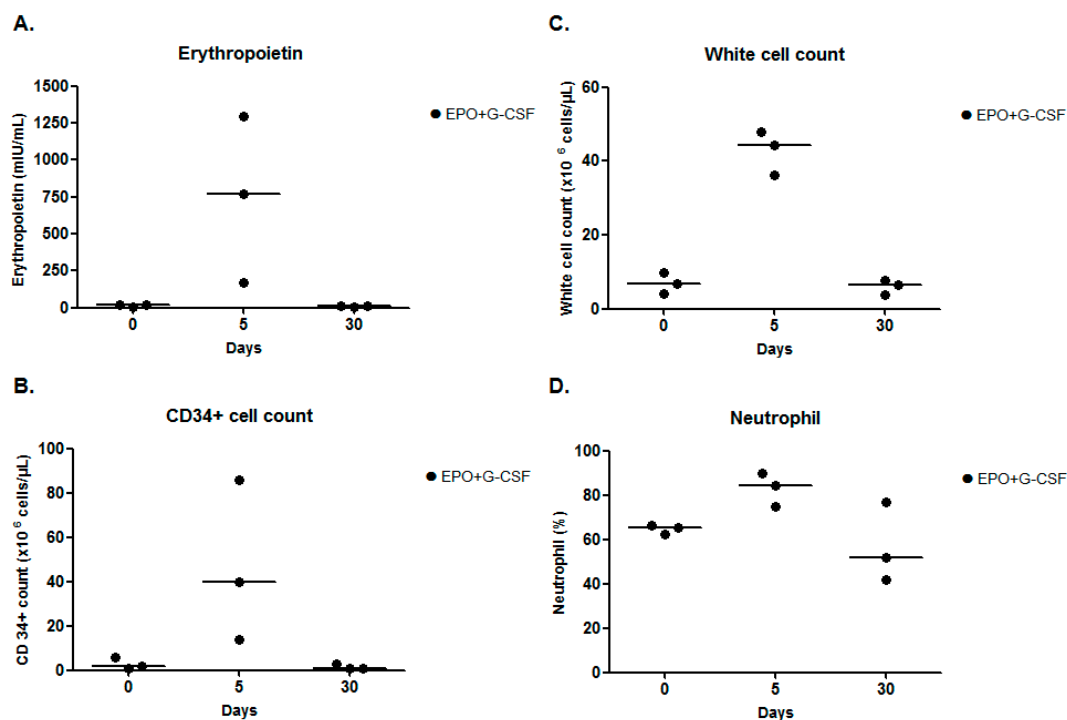 A.
Erythropoietin
Erythropoietin (mIU/mL)
1500
1250
1000
750
500
250
0
0 5 30
Days
EPO+G-CSF
C.
White cell count
White cell count (x10 6 cells/µL)
60
40
20
0
0 5 30
Days
EPO+G-CSF
B.
CD34+ cell count
CD 34+ count (x10 6 cells/µL)
100
80
60
40
20
0
0 5 30
Days
EPO+G-CSF
D.
Neutrophil
Neutrophil (%)
100
80
60
40
20
0
0 5 30
Days
EPO+G-CSF